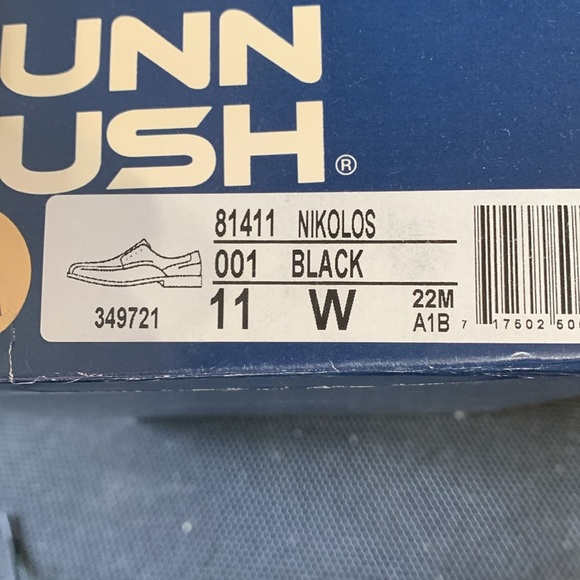 UNN
USH®
81411 NIKOLOS
001 BLACK
11 W 22M
A1B
349721
7 17502 50